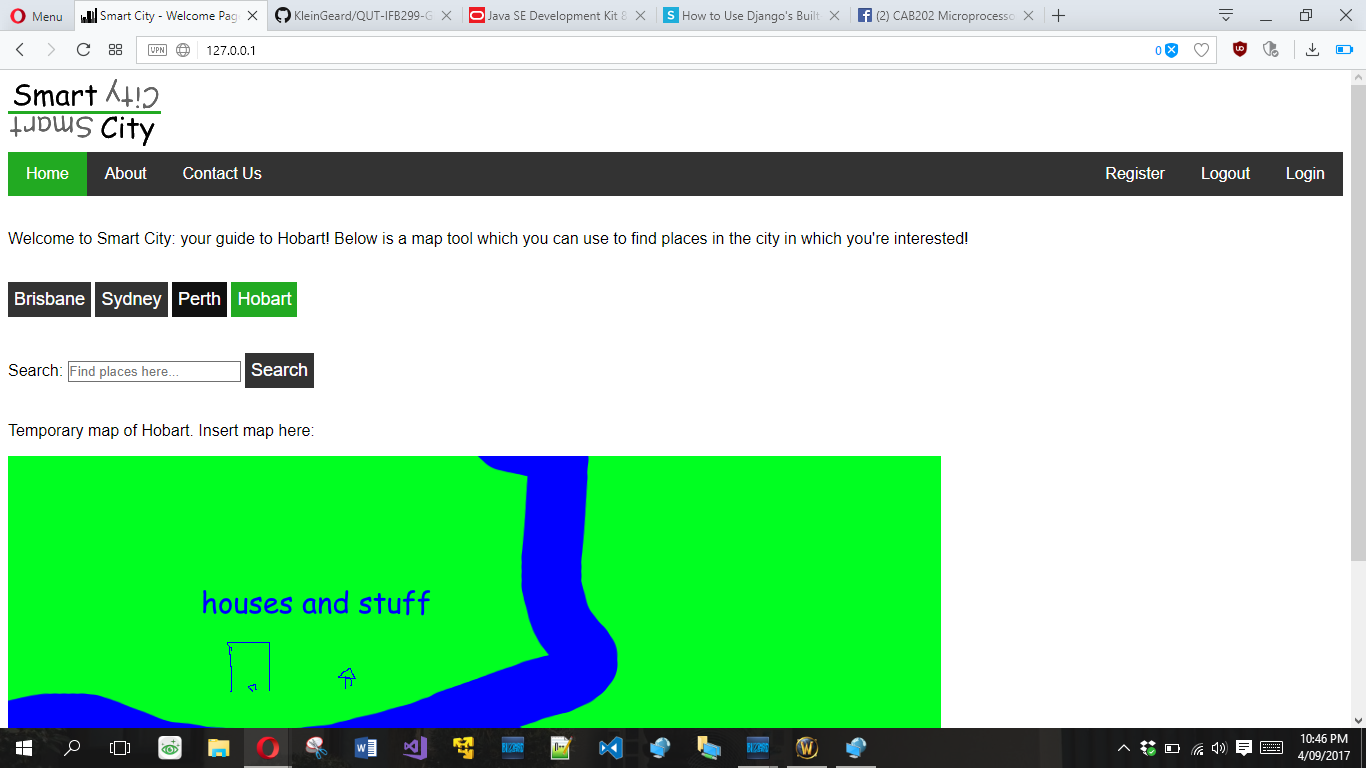 Menu
Smart City - Welcome Pag
KleinGeard/QUT-IFB299-G
Java SE Development Kit 8
How to Use Django's Built
(2) CAB202 Microprocesso
VPN
127.0.0.1
0
Smart City
Smart City
Home About Contact Us Register Logout Login
Welcome to Smart City: your guide to Hobart! Below is a map tool which you can use to find places in the city in which you're interested!
Brisbane Sydney Perth Hobart
Search: Find places here... Search
Temporary map of Hobart. Insert map here:
houses and stuff
10:46 PM
4/09/2017